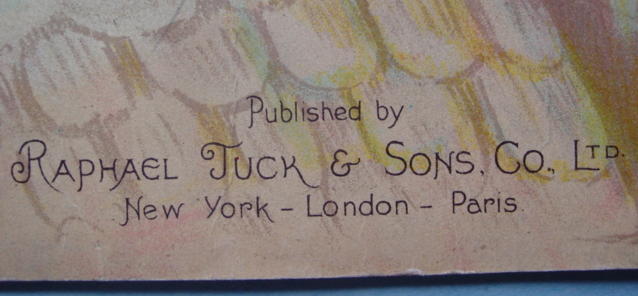 Published by
RAPHAEL TUCK & SONS, CO., LTD.
New York - London - Paris.